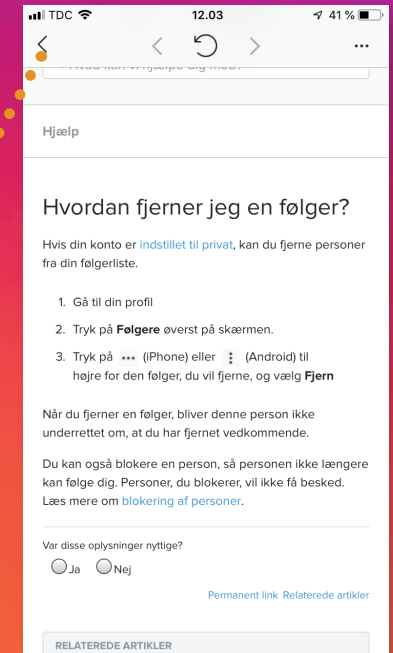 TDC 12.03 41 %
Hjælp
Hvordan fjerner jeg en følger?
Hvis din konto er indstillet til privat, kan du fjerne personer
fra din følgerliste.
1. Gå til din profil
2. Tryk på Følgere øverst på skærmen.
3. Tryk på ••• (iPhone) eller ⋮ (Android) til
højre for den følger, du vil fjerne, og vælg Fjern
Når du fjerner en følger, bliver denne person ikke
underrettet om, at du har fjernet vedkommende.
Du kan også blokere en person, så personen ikke længere
kan følge dig. Personer, du blokerer, vil ikke få besked.
Læs mere om blokering af personer.
Var disse oplysninger nyttige?
Ja Nej
Permanent link Relaterede artikler
RELATEREDE ARTIKLER